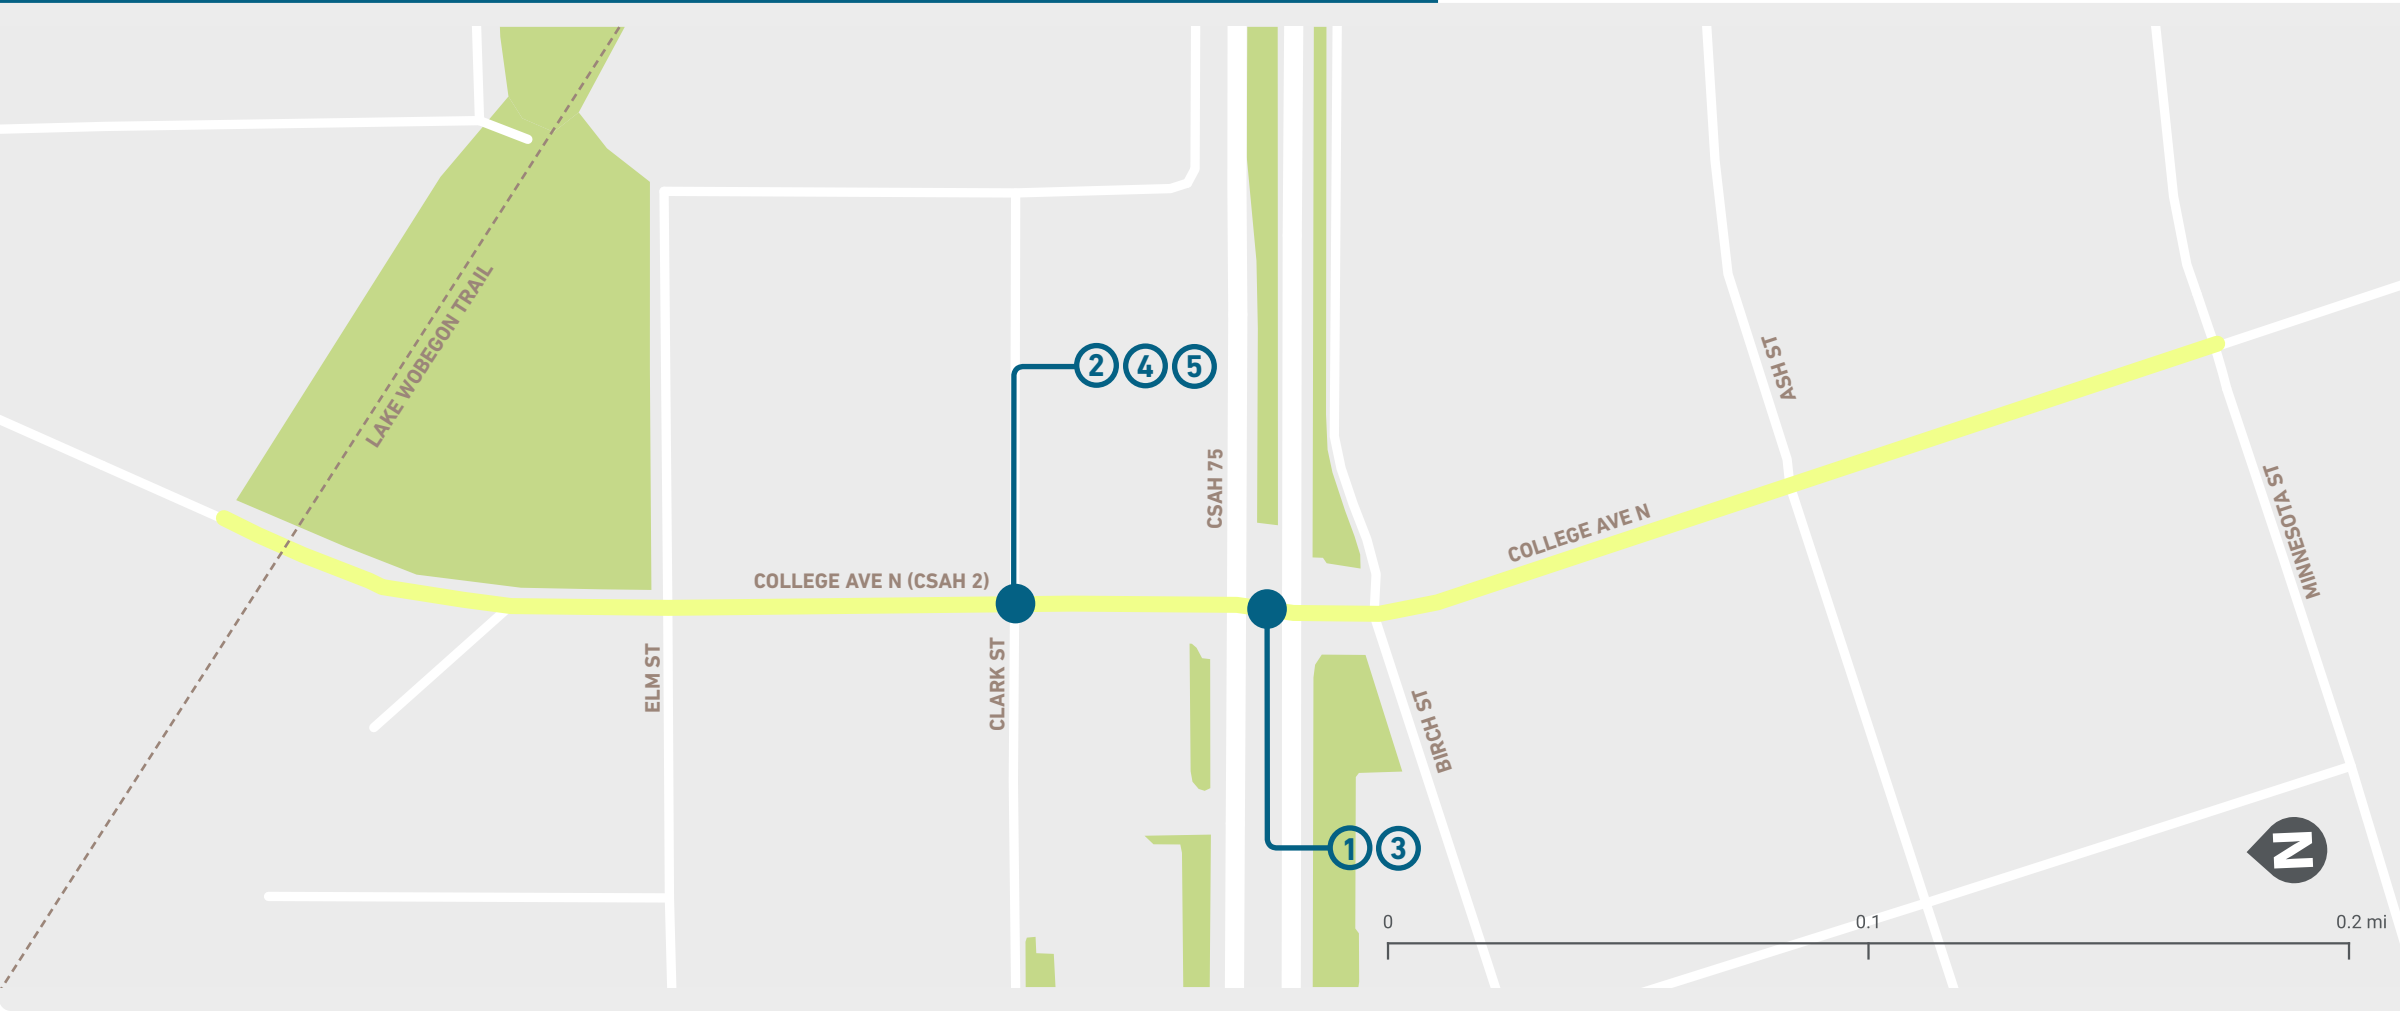 LAKE WOBEGON TRAIL
2 4 5
ASH ST
CSAH 75
COLLEGE AVE N
MINNESOTA ST
COLLEGE AVE N (CSAH 2)
ELM ST
CLARK ST
BIRCH ST
1 3
N
0 0.1 0.2 mi